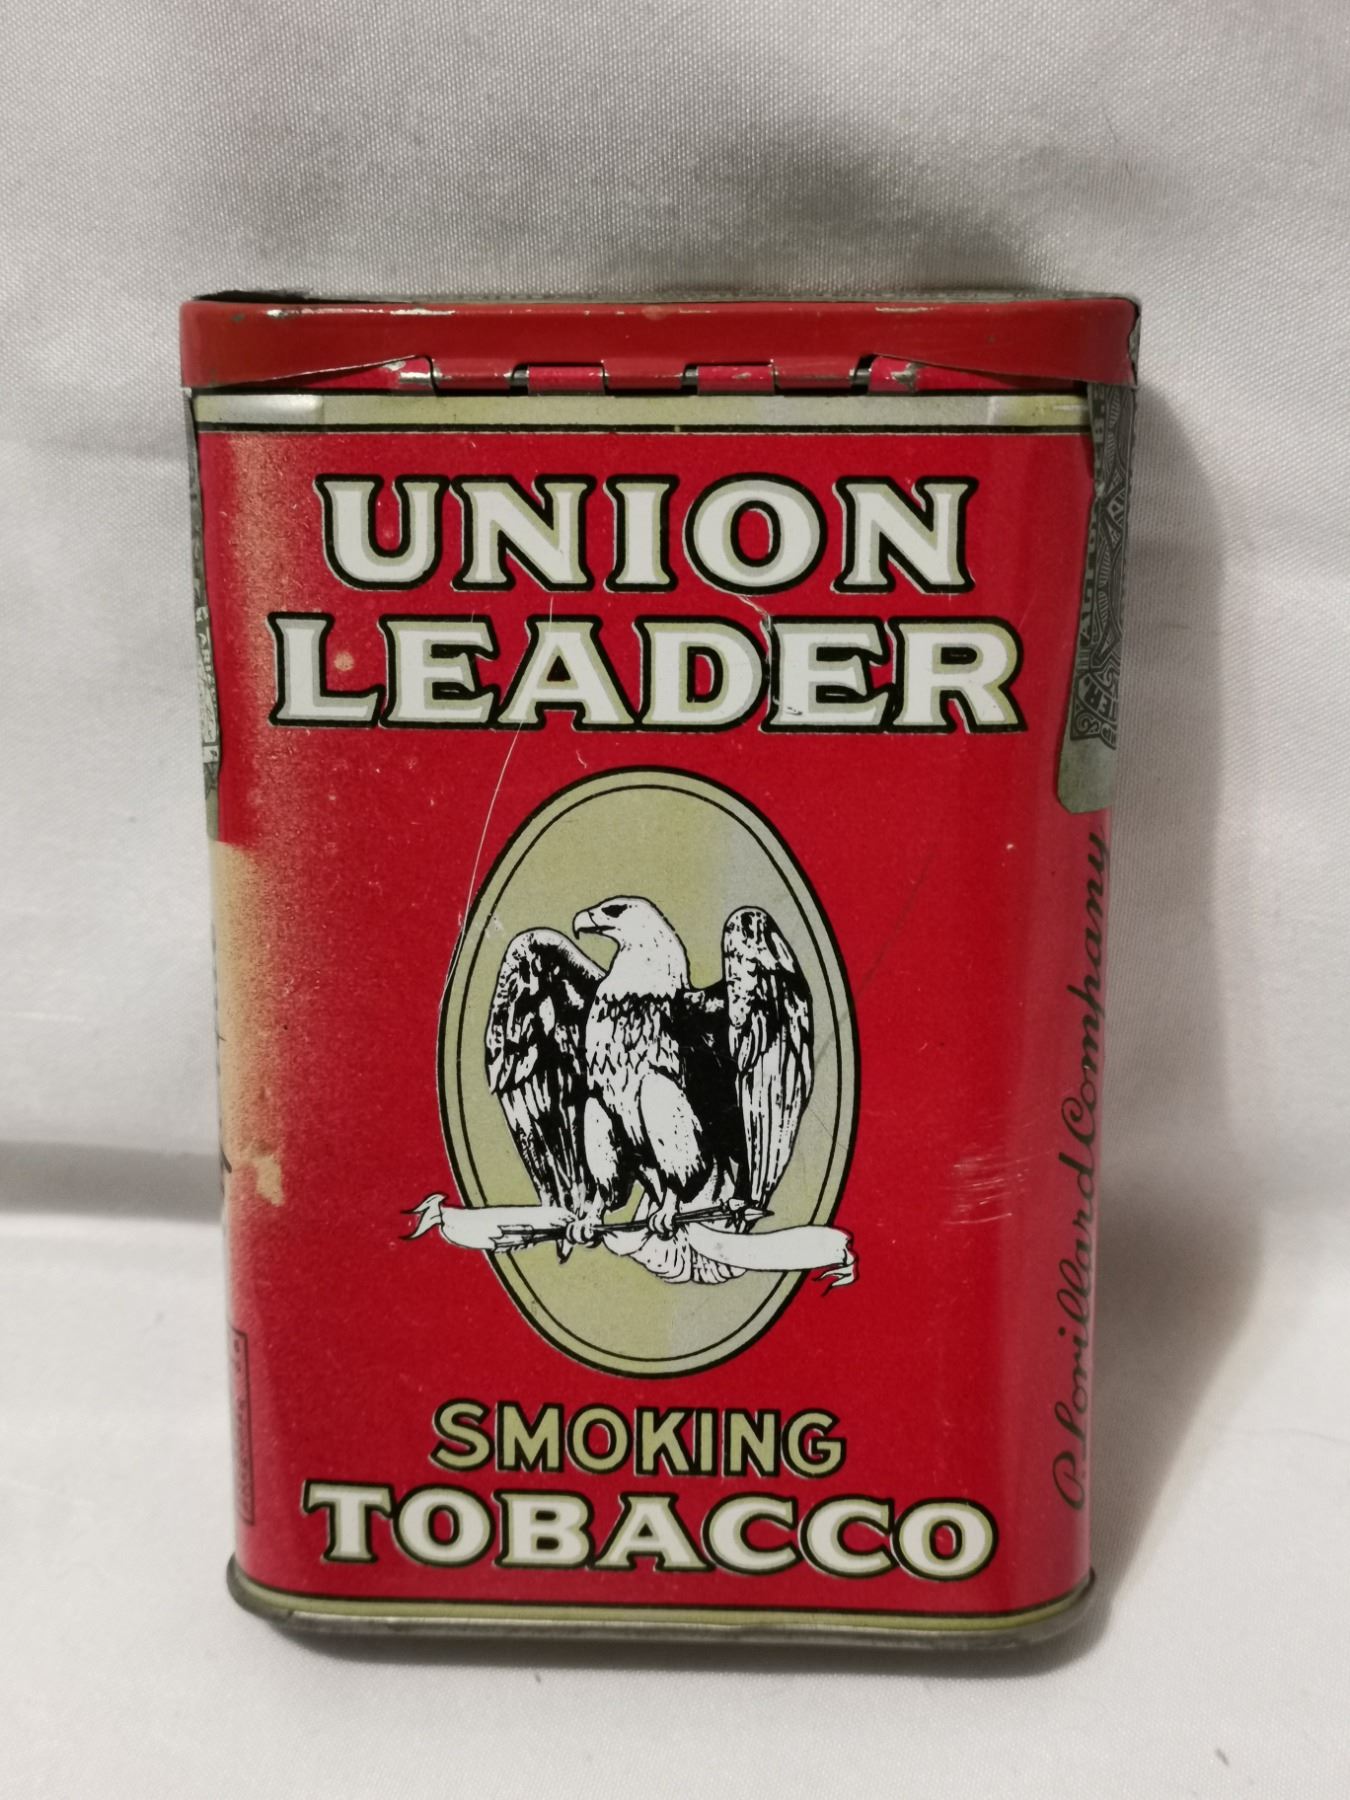 UNION
LEADER
SMOKING
TOBACCO
P. Lorillard Company